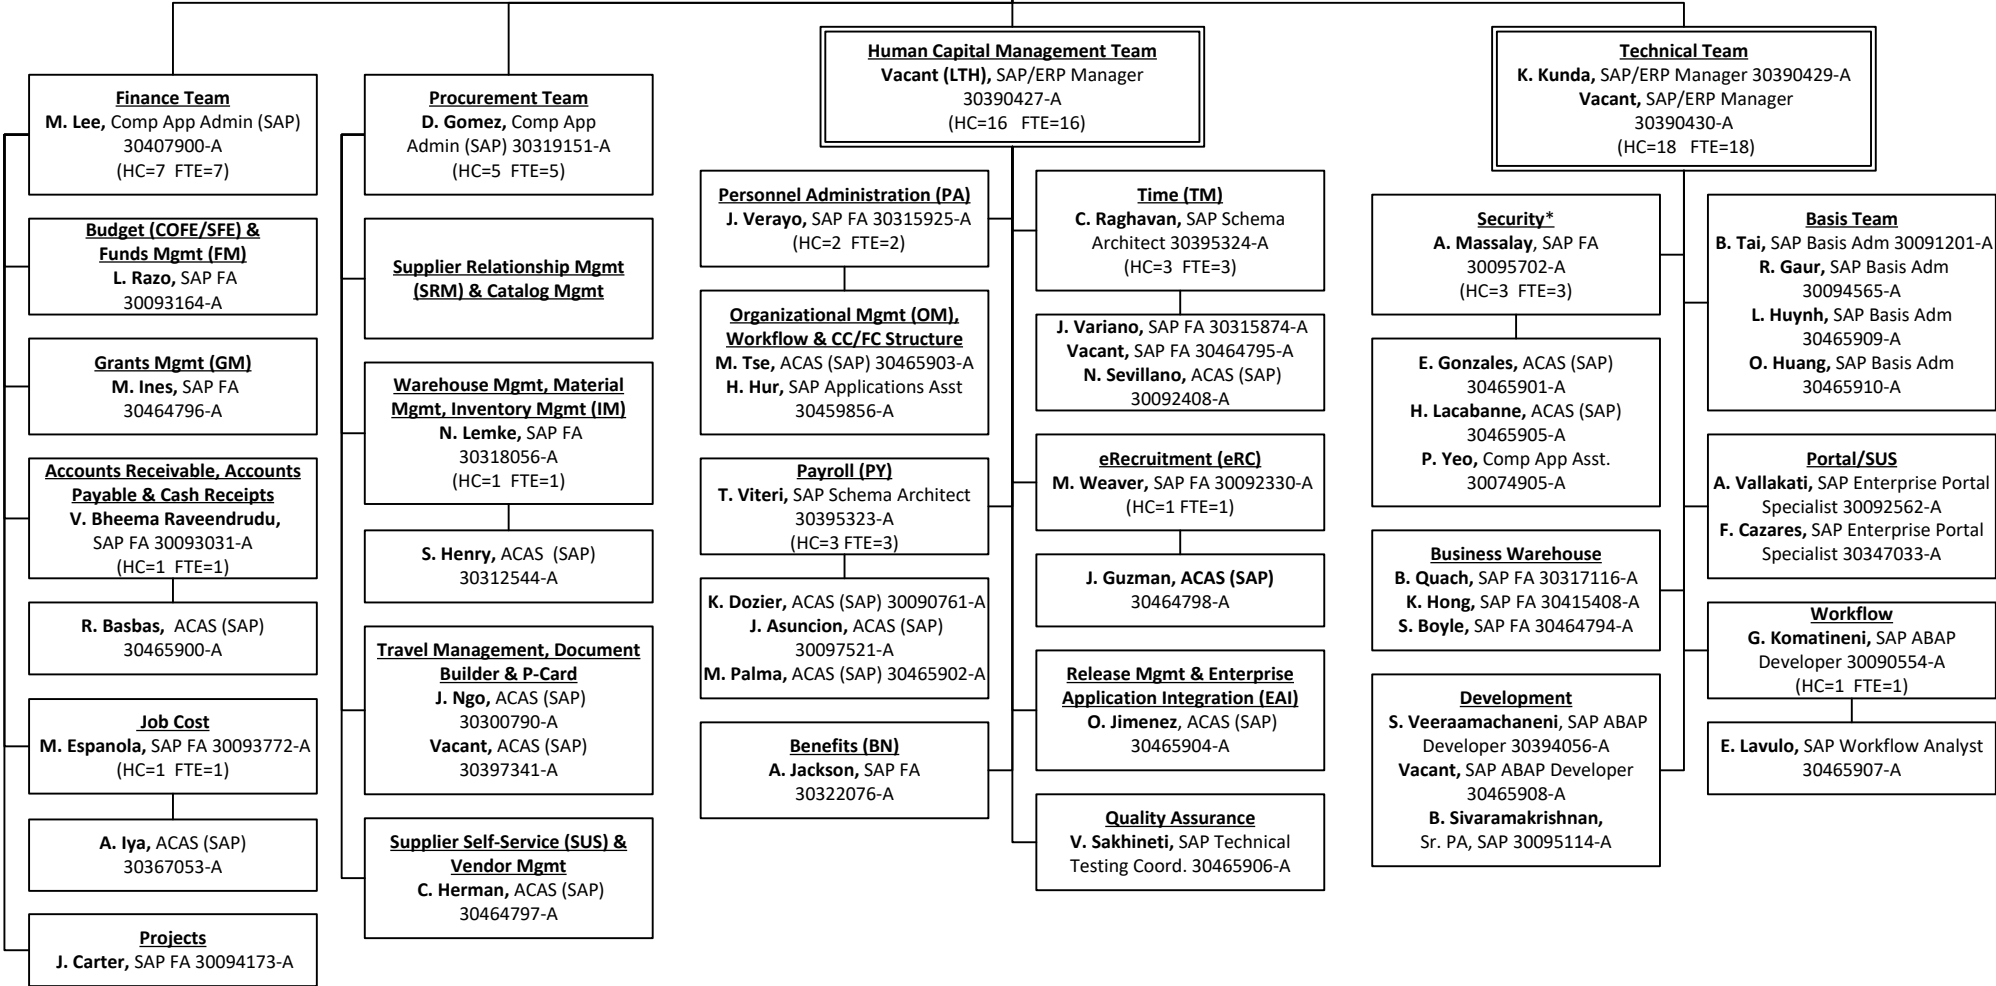 Finance Team
M. Lee, Comp App Admin (SAP)
30407900-A
(HC=7 FTE=7)
Budget (COFE/SFE) &
Funds Mgmt (FM)
L. Razo, SAP FA
30093164-A
Grants Mgmt (GM)
M. Ines, SAP FA
30464796-A
Accounts Receivable, Accounts
Payable & Cash Receipts
V. Bheema Raveendrudu,
SAP FA 30093031-A
(HC=1 FTE=1)
R. Basbas, ACAS (SAP)
30465900-A
Job Cost
M. Espanola, SAP FA 30093772-A
(HC=1 FTE=1)
A. Iya, ACAS (SAP)
30367053-A
Projects
J. Carter, SAP FA 30094173-A
Procurement Team
D. Gomez, Comp App
Admin (SAP) 30319151-A
(HC=5 FTE=5)
Supplier Relationship Mgmt
(SRM) & Catalog Mgmt
Warehouse Mgmt, Material
Mgmt, Inventory Mgmt (IM)
N. Lemke, SAP FA
30318056-A
(HC=1 FTE=1)
S. Henry, ACAS (SAP)
30312544-A
Travel Management, Document
Builder & P-Card
J. Ngo, ACAS (SAP)
30300790-A
Vacant, ACAS (SAP)
30397341-A
Supplier Self-Service (SUS) &
Vendor Mgmt
C. Herman, ACAS (SAP)
30464797-A
Human Capital Management Team
Vacant (LTH), SAP/ERP Manager
30390427-A
(HC=16 FTE=16)
Personnel Administration (PA)
J. Verayo, SAP FA 30315925-A
(HC=2 FTE=2)
Organizational Mgmt (OM),
Workflow & CC/FC Structure
M. Tse, ACAS (SAP) 30465903-A
H. Hur, SAP Applications Asst
30459856-A
Payroll (PY)
T. Viteri, SAP Schema Architect
30395323-A
(HC=3 FTE=3)
K. Dozier, ACAS (SAP) 30090761-A
J. Asuncion, ACAS (SAP)
30097521-A
M. Palma, ACAS (SAP) 30465902-A
Benefits (BN)
A. Jackson, SAP FA
30322076-A
Time (TM)
C. Raghavan, SAP Schema
Architect 30395324-A
(HC=3 FTE=3)
J. Variano, SAP FA 30315874-A
Vacant, SAP FA 30464795-A
N. Sevillano, ACAS (SAP)
30092408-A
eRecruitment (eRC)
M. Weaver, SAP FA 30092330-A
(HC=1 FTE=1)
J. Guzman, ACAS (SAP)
30464798-A
Release Mgmt & Enterprise
Application Integration (EAI)
O. Jimenez, ACAS (SAP)
30465904-A
Quality Assurance
V. Sakhineti, SAP Technical
Testing Coord. 30465906-A
Technical Team
K. Kunda, SAP/ERP Manager 30390429-A
Vacant, SAP/ERP Manager
30390430-A
(HC=18 FTE=18)
Security*
A. Massalay, SAP FA
30095702-A
(HC=3 FTE=3)
E. Gonzales, ACAS (SAP)
30465901-A
H. Lacabanne, ACAS (SAP)
30465905-A
P. Yeo, Comp App Asst.
30074905-A
Business Warehouse
B. Quach, SAP FA 30317116-A
K. Hong, SAP FA 30415408-A
S. Boyle, SAP FA 30464794-A
Development
S. Veeraamachaneni, SAP ABAP
Developer 30394056-A
Vacant, SAP ABAP Developer
30465908-A
B. Sivaramakrishnan,
Sr. PA, SAP 30095114-A
Basis Team
B. Tai, SAP Basis Adm 30091201-A
R. Gaur, SAP Basis Adm
30094565-A
L. Huynh, SAP Basis Adm
30465909-A
O. Huang, SAP Basis Adm
30465910-A
Portal/SUS
A. Vallakati, SAP Enterprise Portal
Specialist 30092562-A
F. Cazares, SAP Enterprise Portal
Specialist 30347033-A
Workflow
G. Komatineni, SAP ABAP
Developer 30090554-A
(HC=1 FTE=1)
E. Lavulo, SAP Workflow Analyst
30465907-A